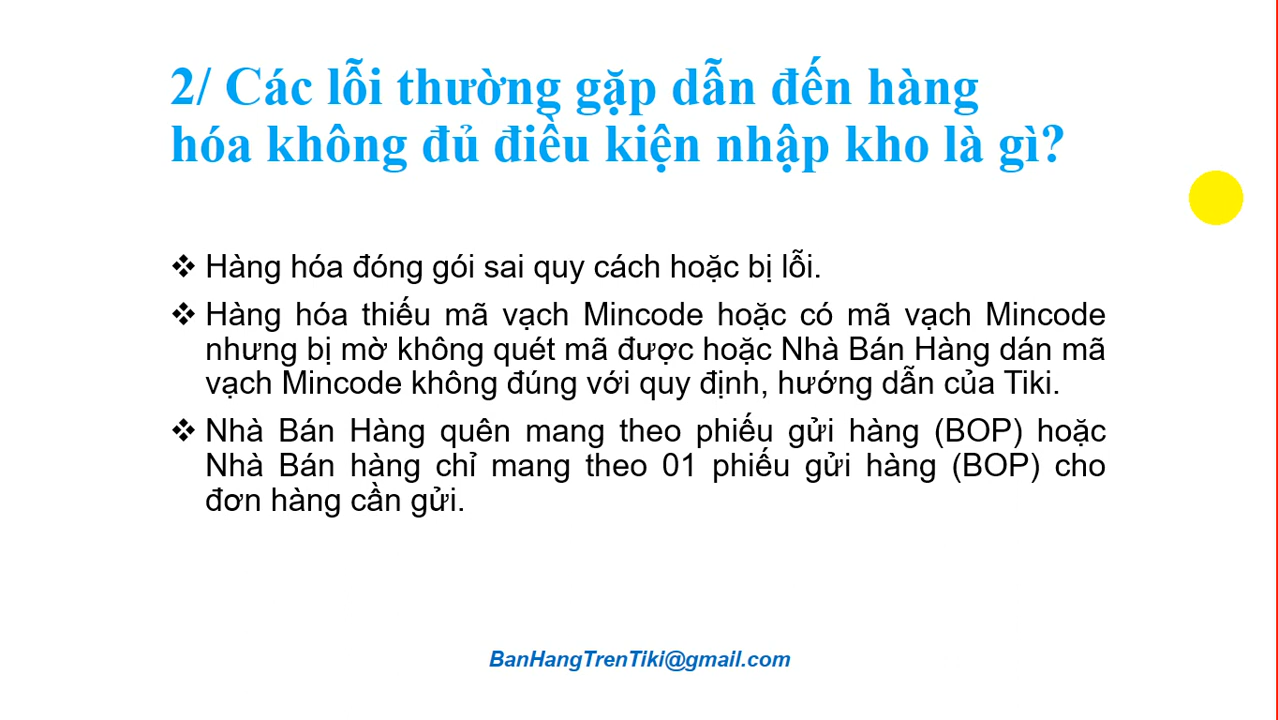 2/ Các lỗi thường gặp dẫn đến hàng
hóa không đủ điều kiện nhập kho là gì?
❖ Hàng hóa đóng gói sai quy cách hoặc bị lỗi.
❖ Hàng hóa thiếu mã vạch Mincode hoặc có mã vạch Mincode
nhưng bị mờ không quét mã được hoặc Nhà Bán Hàng dán mã
vạch Mincode không đúng với quy định, hướng dẫn của Tiki.
❖ Nhà Bán Hàng quên mang theo phiếu gửi hàng (BOP) hoặc
Nhà Bán hàng chỉ mang theo 01 phiếu gửi hàng (BOP) cho
đơn hàng cần gửi.
BanHangTrenTiki@gmail.com